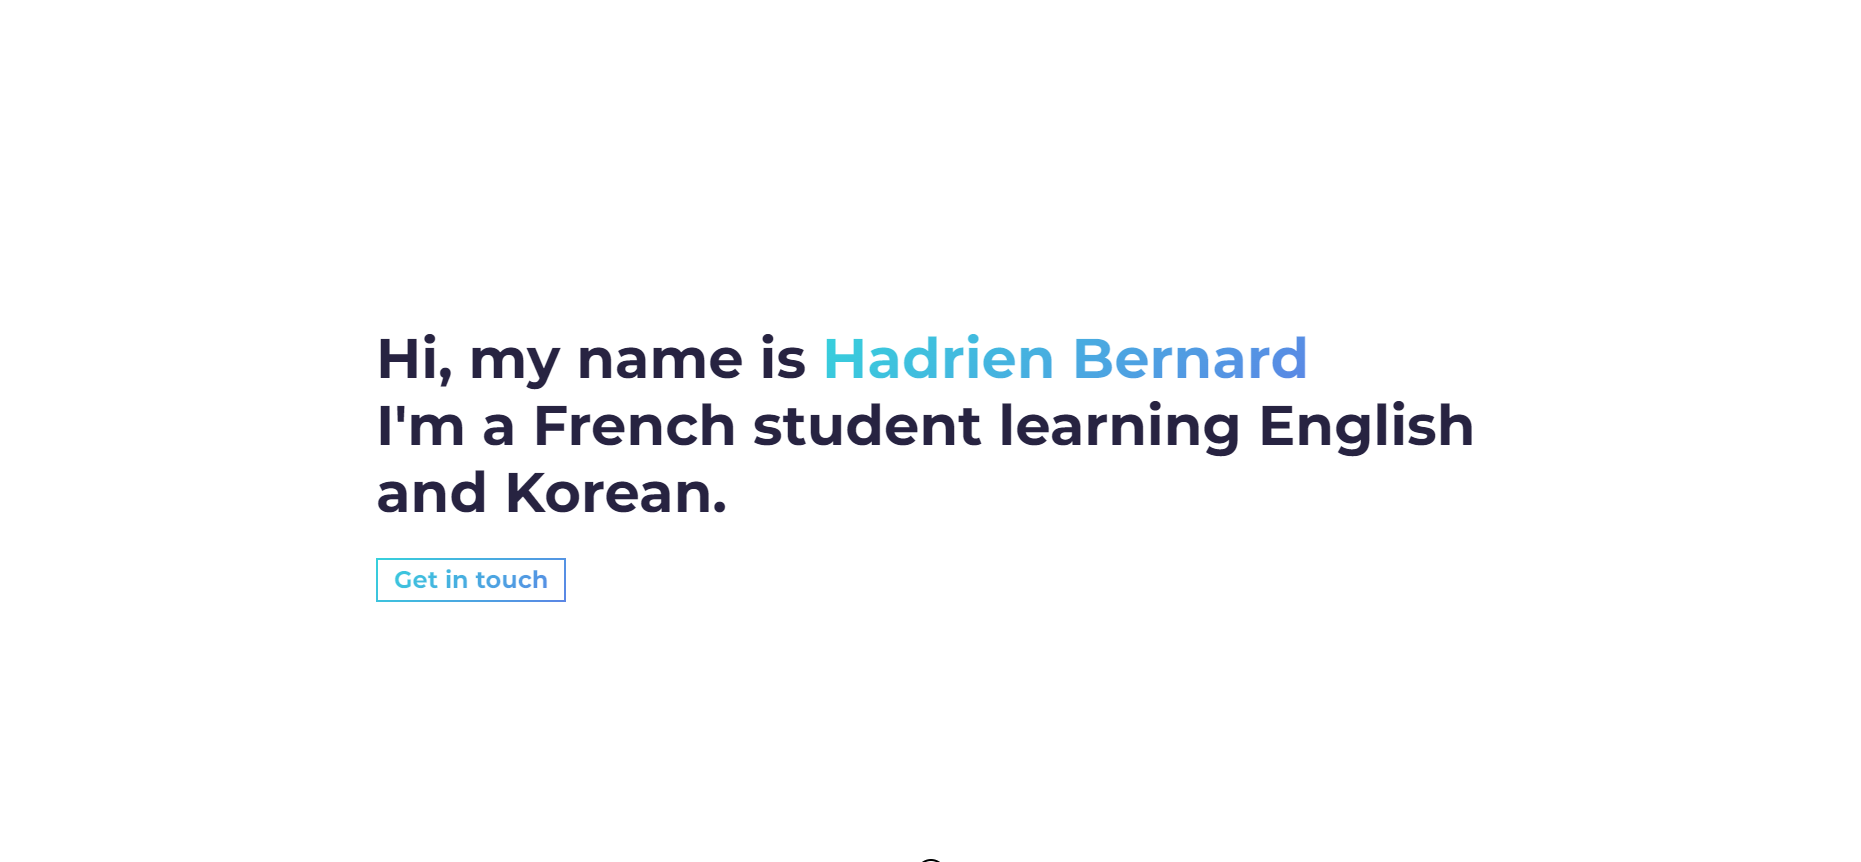 Hi, my name is Hadrien Bernard
I'm a French student learning English
and Korean.
Get in touch